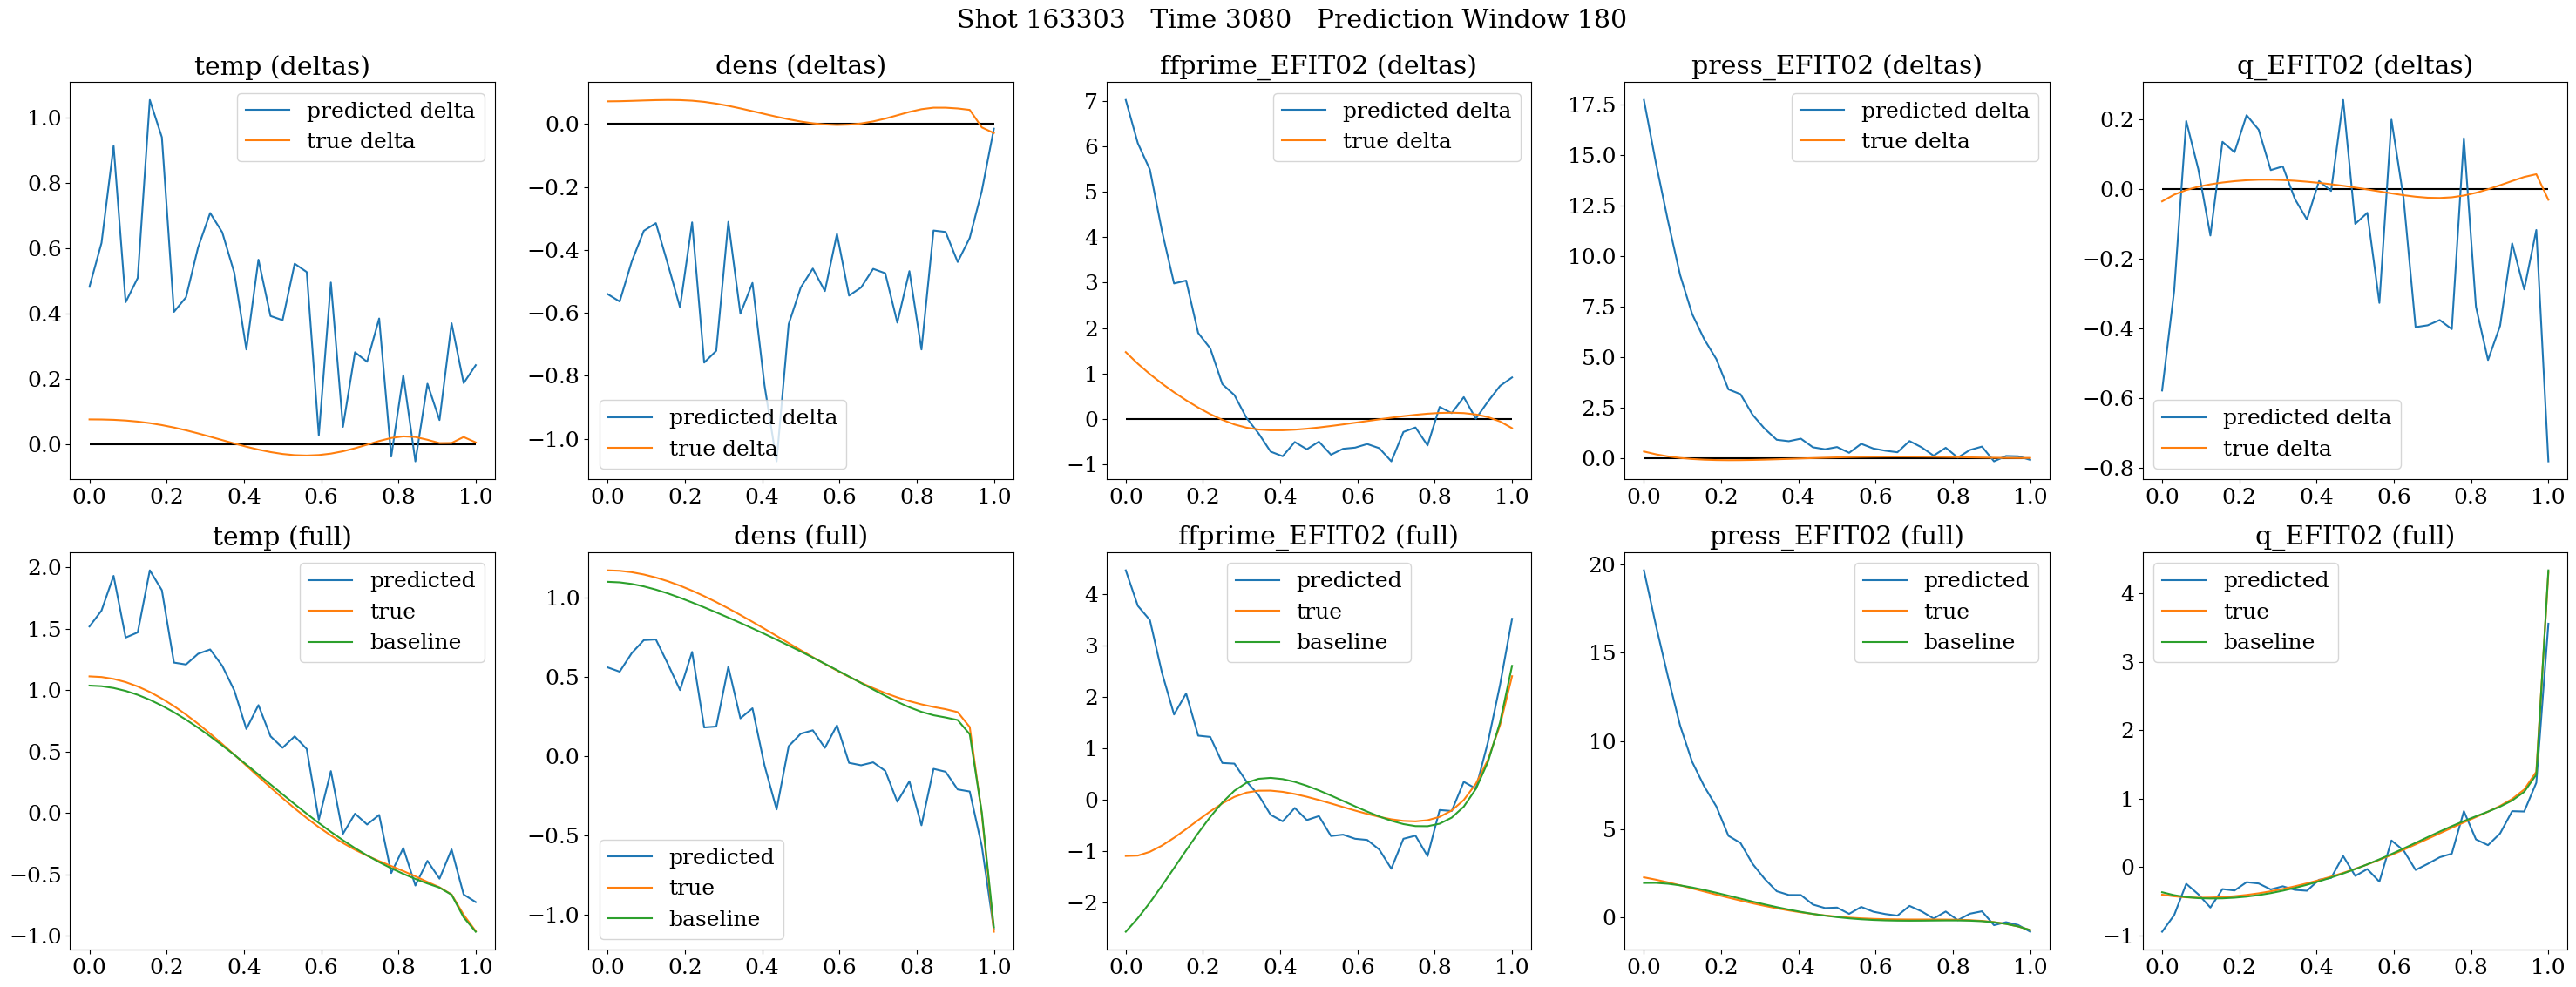 Shot 163303   Time 3080   Prediction Window 180
temp (deltas)
1.0
0.8
0.6
0.4
0.2
0.0
0.0 0.2 0.4 0.6 0.8 1.0
predicted delta
true delta
dens (deltas)
0.0
−0.2
−0.4
−0.6
−0.8
−1.0
0.0 0.2 0.4 0.6 0.8 1.0
predicted delta
true delta
ffprime_EFIT02 (deltas)
7
6
5
4
3
2
1
0
−1
0.0 0.2 0.4 0.6 0.8 1.0
predicted delta
true delta
press_EFIT02 (deltas)
17.5
15.0
12.5
10.0
7.5
5.0
2.5
0.0
0.0 0.2 0.4 0.6 0.8 1.0
predicted delta
true delta
q_EFIT02 (deltas)
0.2
0.0
−0.2
−0.4
−0.6
−0.8
0.0 0.2 0.4 0.6 0.8 1.0
predicted delta
true delta
temp (full)
2.0
1.5
1.0
0.5
0.0
−0.5
−1.0
0.0 0.2 0.4 0.6 0.8 1.0
predicted
true
baseline
dens (full)
1.0
0.5
0.0
−0.5
−1.0
0.0 0.2 0.4 0.6 0.8 1.0
predicted
true
baseline
ffprime_EFIT02 (full)
4
3
2
1
0
−1
−2
0.0 0.2 0.4 0.6 0.8 1.0
predicted
true
baseline
press_EFIT02 (full)
20
15
10
5
0
0.0 0.2 0.4 0.6 0.8 1.0
predicted
true
baseline
q_EFIT02 (full)
4
3
2
1
0
−1
0.0 0.2 0.4 0.6 0.8 1.0
predicted
true
baseline